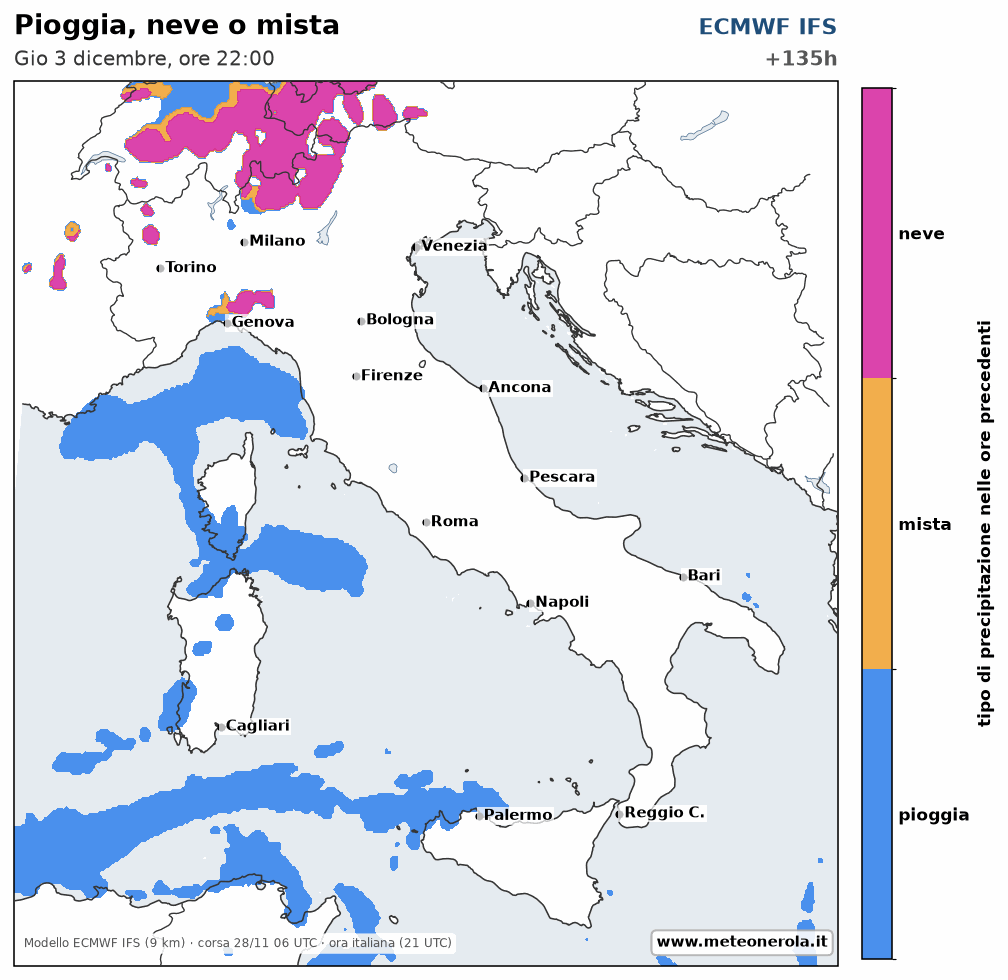 Pioggia, neve o mista
ECMWF IFS
Gio 3 dicembre, ore 22:00
+135h
Milano
Venezia
Torino
Genova
Bologna
Firenze
Ancona
Pescara
Roma
Bari
Napoli
Cagliari
Palermo
Reggio C.
neve
mista
pioggia
tipo di precipitazione nelle ore precedenti
Modello ECMWF IFS (9 km) · corsa 28/11 06 UTC · ora italiana (21 UTC)
www.meteonerola.it